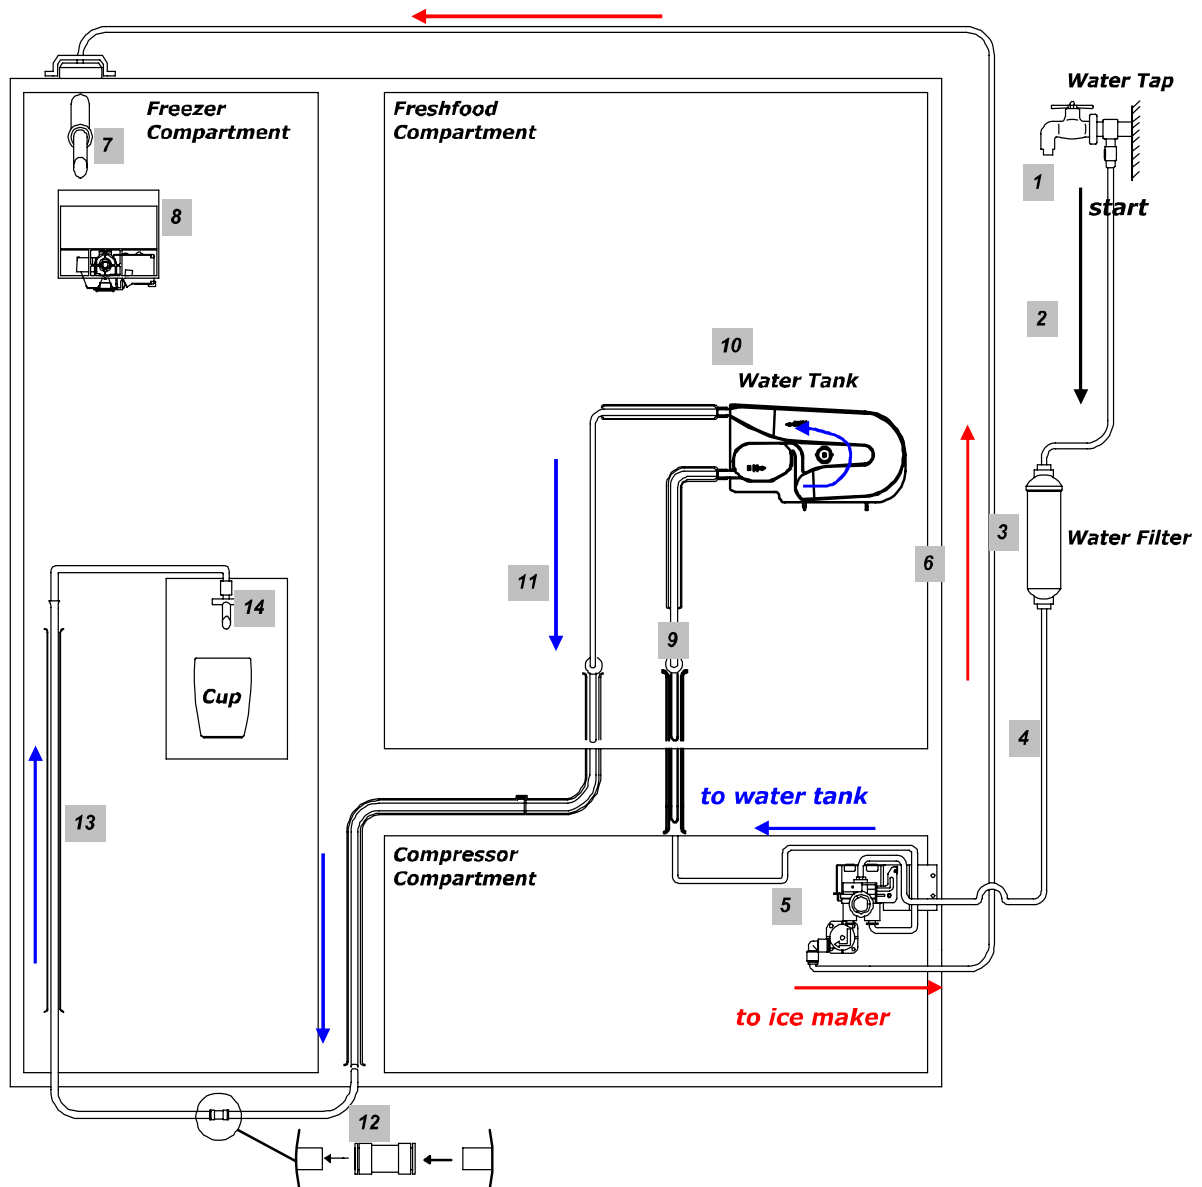 Water Tap
Freezer
Compartment
Freshfood
Compartment
7
1
start
8
2
10
Water Tank
3
Water Filter
6
11
14
9
Cup
4
to water tank
13
Compressor
Compartment
5
to ice maker
12